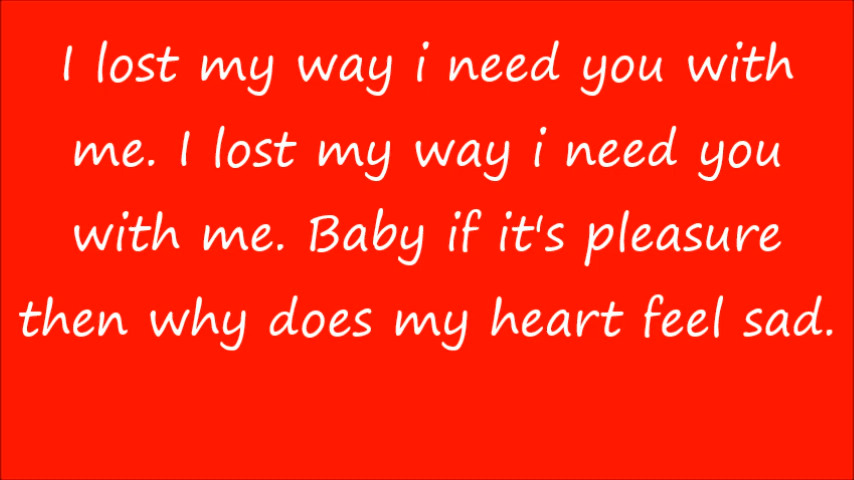 I lost my way i need you with
me. I lost my way i need you
with me. Baby if it's pleasure
then why does my heart feel sad.